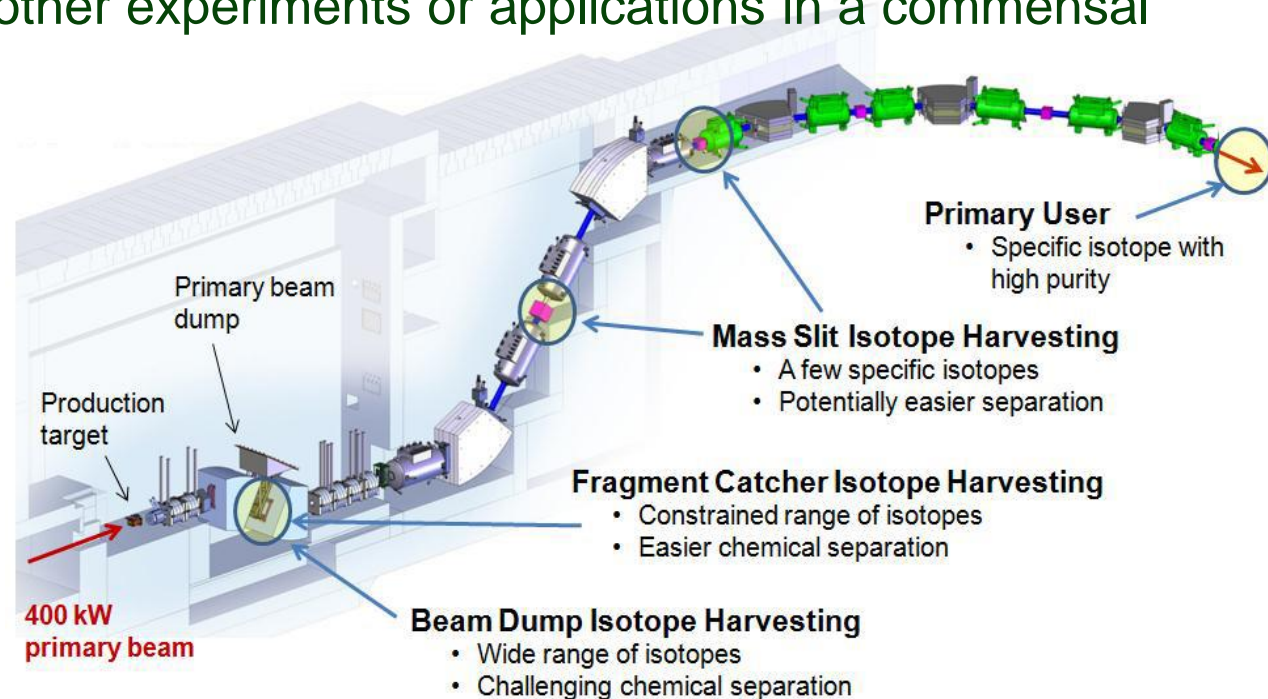 other experiments or applications in a commensal
Primary User
• Specific isotope with
high purity
Primary beam
dump
Mass Slit Isotope Harvesting
• A few specific isotopes
• Potentially easier separation
Production
target
Fragment Catcher Isotope Harvesting
• Constrained range of isotopes
• Easier chemical separation
400 kW
primary beam
Beam Dump Isotope Harvesting
• Wide range of isotopes
• Challenging chemical separation